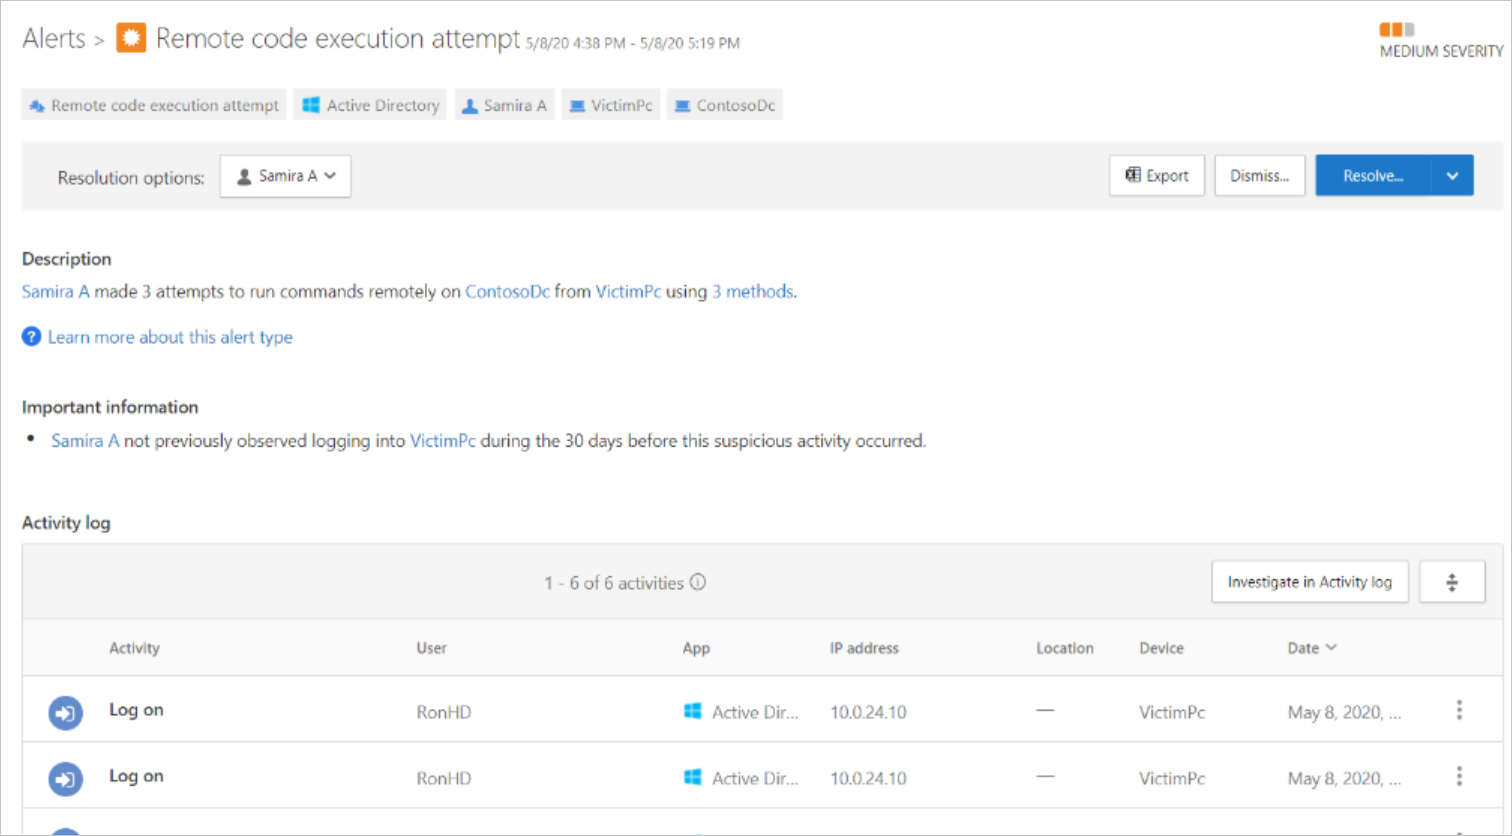 Alerts > Remote code execution attempt 5/8/20 4:38 PM - 5/8/20 5:19 PM
MEDIUM SEVERITY
Remote code execution attempt Active Directory Samira A VictimPc ContosoDc
Resolution options: Samira A Export Dismiss... Resolve...
Description
Samira A made 3 attempts to run commands remotely on ContosoDc from VictimPc using 3 methods.
? Learn more about this alert type
Important information
• Samira A not previously observed logging into VictimPc during the 30 days before this suspicious activity occurred.
Activity log
1 - 6 of 6 activities Investigate in Activity log
Activity User App IP address Location Device Date
Log on RonHD Active Dir... 10.0.24.10 — VictimPc May 8, 2020, ...
Log on RonHD Active Dir... 10.0.24.10 — VictimPc May 8, 2020, ...